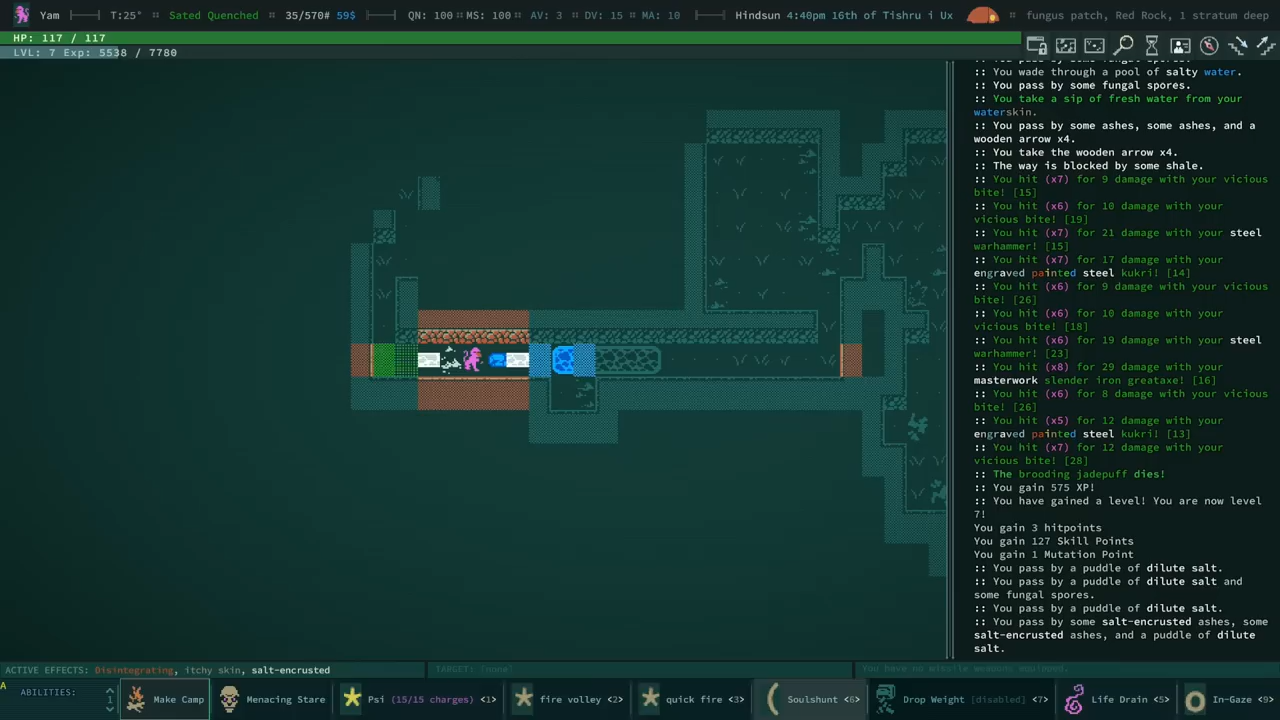 Yam
T:25°
Sated Quenched
35/570# 59$
QN: 100
MS: 100
AV: 3
DV: 15
MA: 10
Hindsun 4:40pm 16th of Tishru i Ux
fungus patch, Red Rock, 1 stratum deep
HP: 117 / 117
LVL: 7 Exp: 5538 / 7780
:: You wade through a pool of salty water.
:: You pass by some fungal spores.
:: You take a sip of fresh water from your
waterskin.
:: You pass by some ashes, some ashes, and a
wooden arrow x4.
:: You take the wooden arrow x4.
:: The way is blocked by some shale.
:: You hit (x7) for 9 damage with your vicious
bite! [15]
:: You hit (x6) for 10 damage with your
vicious bite! [19]
:: You hit (x7) for 21 damage with your steel
warhammer! [15]
:: You hit (x7) for 17 damage with your
engraved painted steel kukri! [14]
:: You hit (x6) for 9 damage with your vicious
bite! [26]
:: You hit (x6) for 10 damage with your
vicious bite! [18]
:: You hit (x6) for 19 damage with your steel
warhammer! [23]
:: You hit (x8) for 29 damage with your
masterwork slender iron greataxe! [16]
:: You hit (x6) for 8 damage with your vicious
bite! [26]
:: You hit (x5) for 12 damage with your
engraved painted steel kukri! [13]
:: You hit (x7) for 12 damage with your
vicious bite! [28]
:: The brooding jadepuff dies!
:: You gain 575 XP!
:: You have gained a level! You are now level
7!
You gain 3 hitpoints
You gain 127 Skill Points
You gain 1 Mutation Point
:: You pass by a puddle of dilute salt.
:: You pass by a puddle of dilute salt and
some fungal spores.
:: You pass by a puddle of dilute salt.
:: You pass by some salt-encrusted ashes, some
salt-encrusted ashes, and a puddle of dilute
salt.
ACTIVE EFFECTS: Disintegrating, itchy skin, salt-encrusted
TARGET: [none]
You have no missile weapons equipped.
A
ABILITIES:
1
Make Camp
Menacing Stare
Psi (15/15 charges) <1>
fire volley <2>
quick fire <3>
Soulshunt <6>
Drop Weight [disabled] <7>
Life Drain <5>
In-Gaze <9>